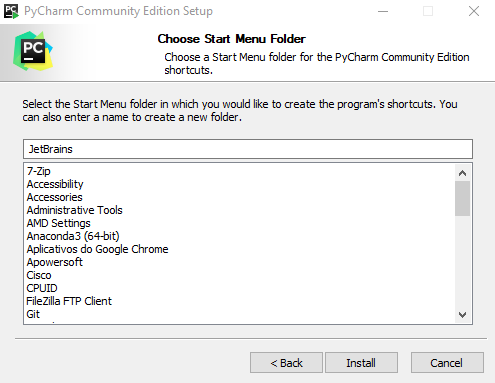 PyCharm Community Edition Setup
PC
Choose Start Menu Folder
Choose a Start Menu folder for the PyCharm Community Edition
shortcuts.
Select the Start Menu folder in which you would like to create the program's shortcuts. You
can also enter a name to create a new folder.
JetBrains
7-Zip
Accessibility
Accessories
Administrative Tools
AMD Settings
Anaconda3 (64-bit)
Aplicativos do Google Chrome
Apowersoft
Cisco
CPUID
FileZilla FTP Client
Git
< Back
Install
Cancel